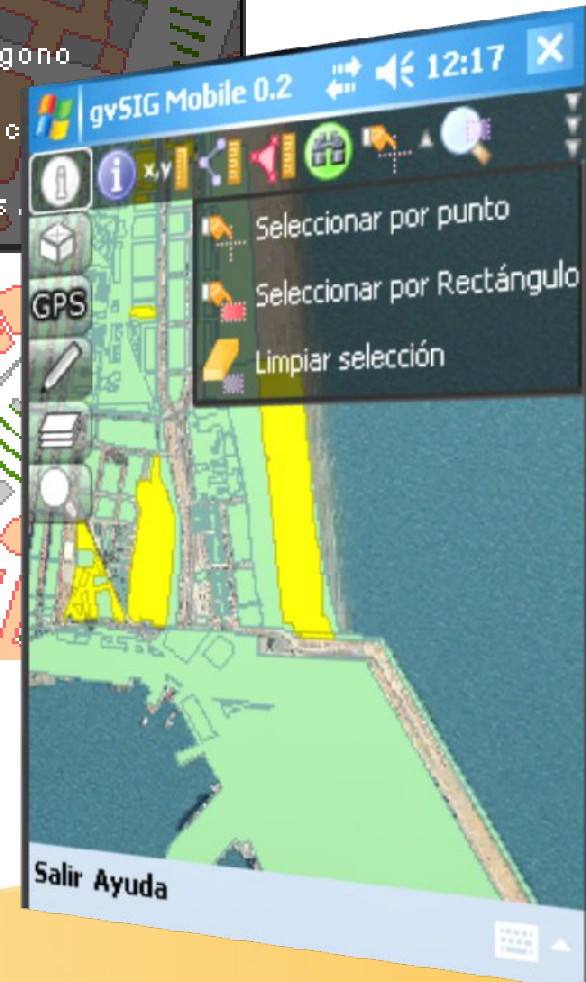 gono
c
s.
gvSIG Mobile 0.2 12:17
x,y
Seleccionar por punto
GPS
Seleccionar por Rectángulo
Limpiar selección
Salir Ayuda